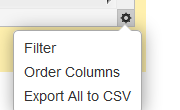 Filter
Order Columns
Export All to CSV